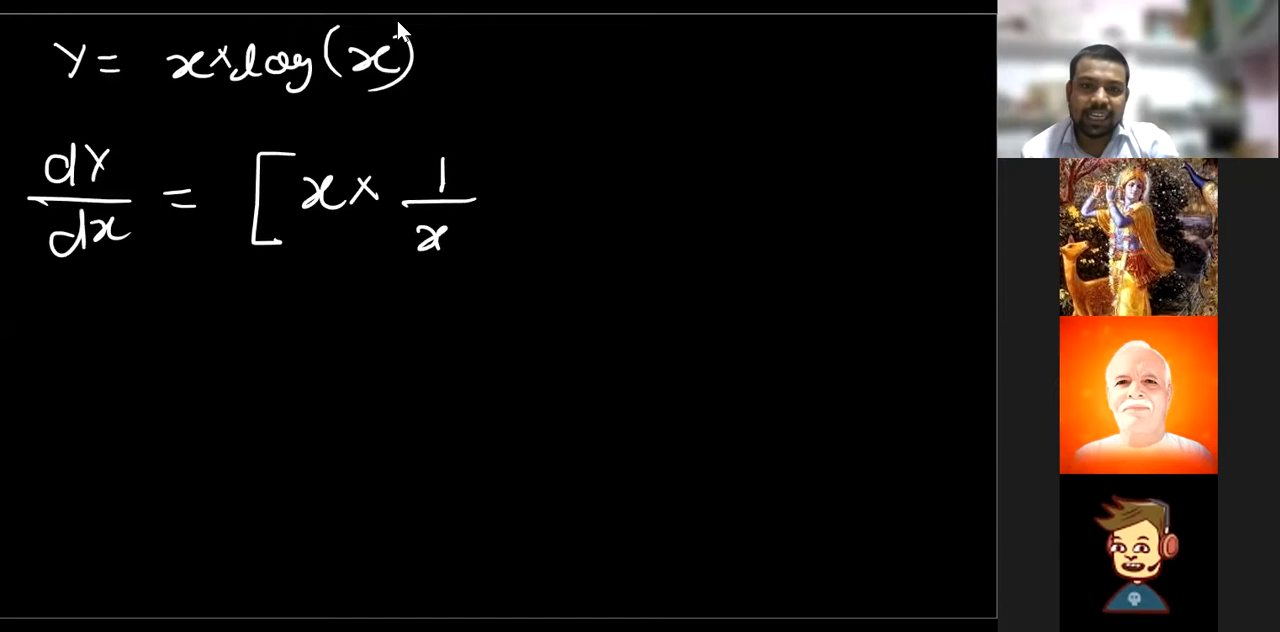 y = x × log(x)
dy/dx = [ x × 1/x